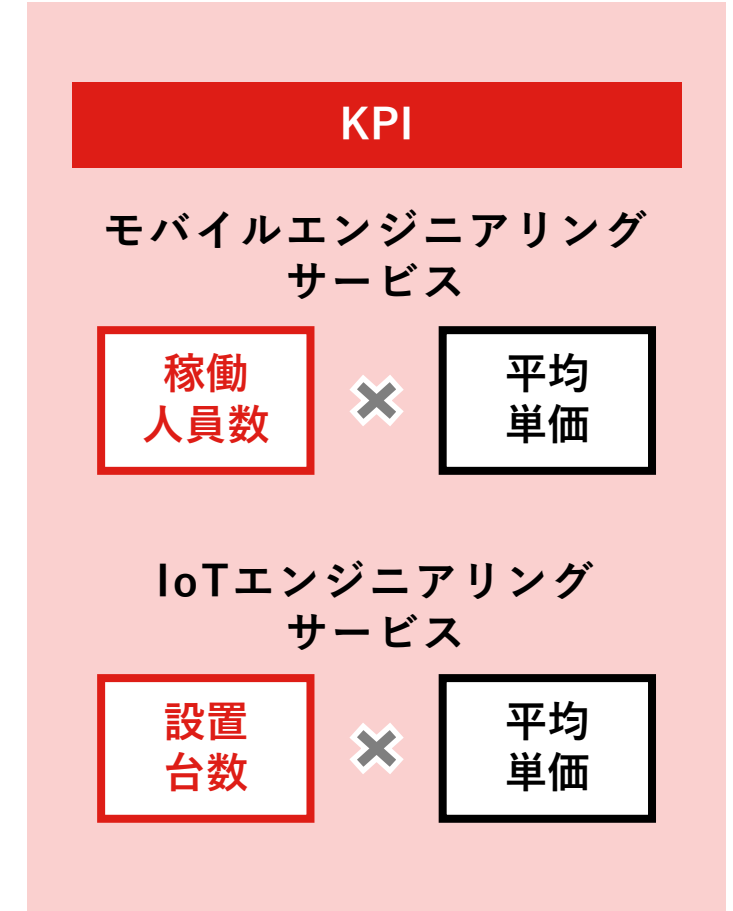 KPI
モバイルエンジニアリング
サービス
稼働
人員数
×
平均
単価
IoTエンジニアリング
サービス
設置
台数
×
平均
単価